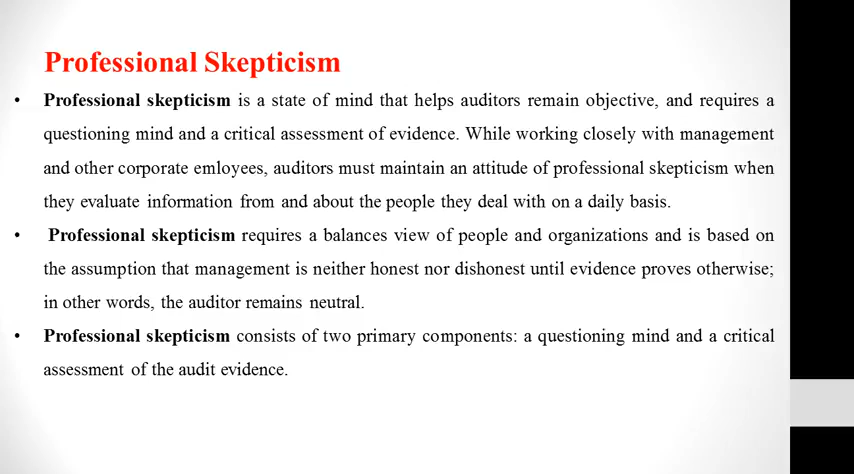 Professional Skepticism
• Professional skepticism is a state of mind that helps auditors remain objective, and requires a
questioning mind and a critical assessment of evidence. While working closely with management
and other corporate emloyees, auditors must maintain an attitude of professional skepticism when
they evaluate information from and about the people they deal with on a daily basis.
• Professional skepticism requires a balances view of people and organizations and is based on
the assumption that management is neither honest nor dishonest until evidence proves otherwise;
in other words, the auditor remains neutral.
• Professional skepticism consists of two primary components: a questioning mind and a critical
assessment of the audit evidence.